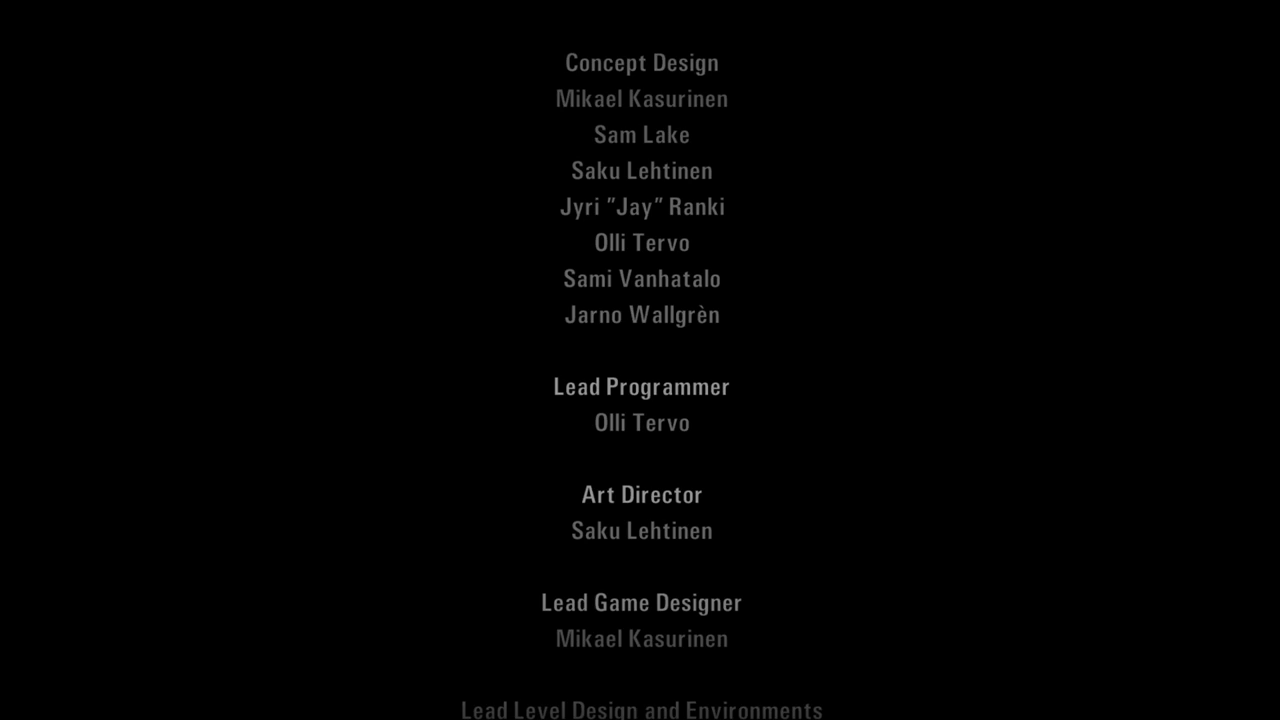 Concept Design
Mikael Kasurinen
Sam Lake
Saku Lehtinen
Jyri "Jay" Ranki
Olli Tervo
Sami Vanhatalo
Jarno Wallgrèn
Lead Programmer
Olli Tervo
Art Director
Saku Lehtinen
Lead Game Designer
Mikael Kasurinen
Lead Level Design and Environments